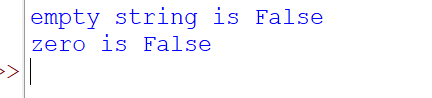 empty string is False
zero is False
>>